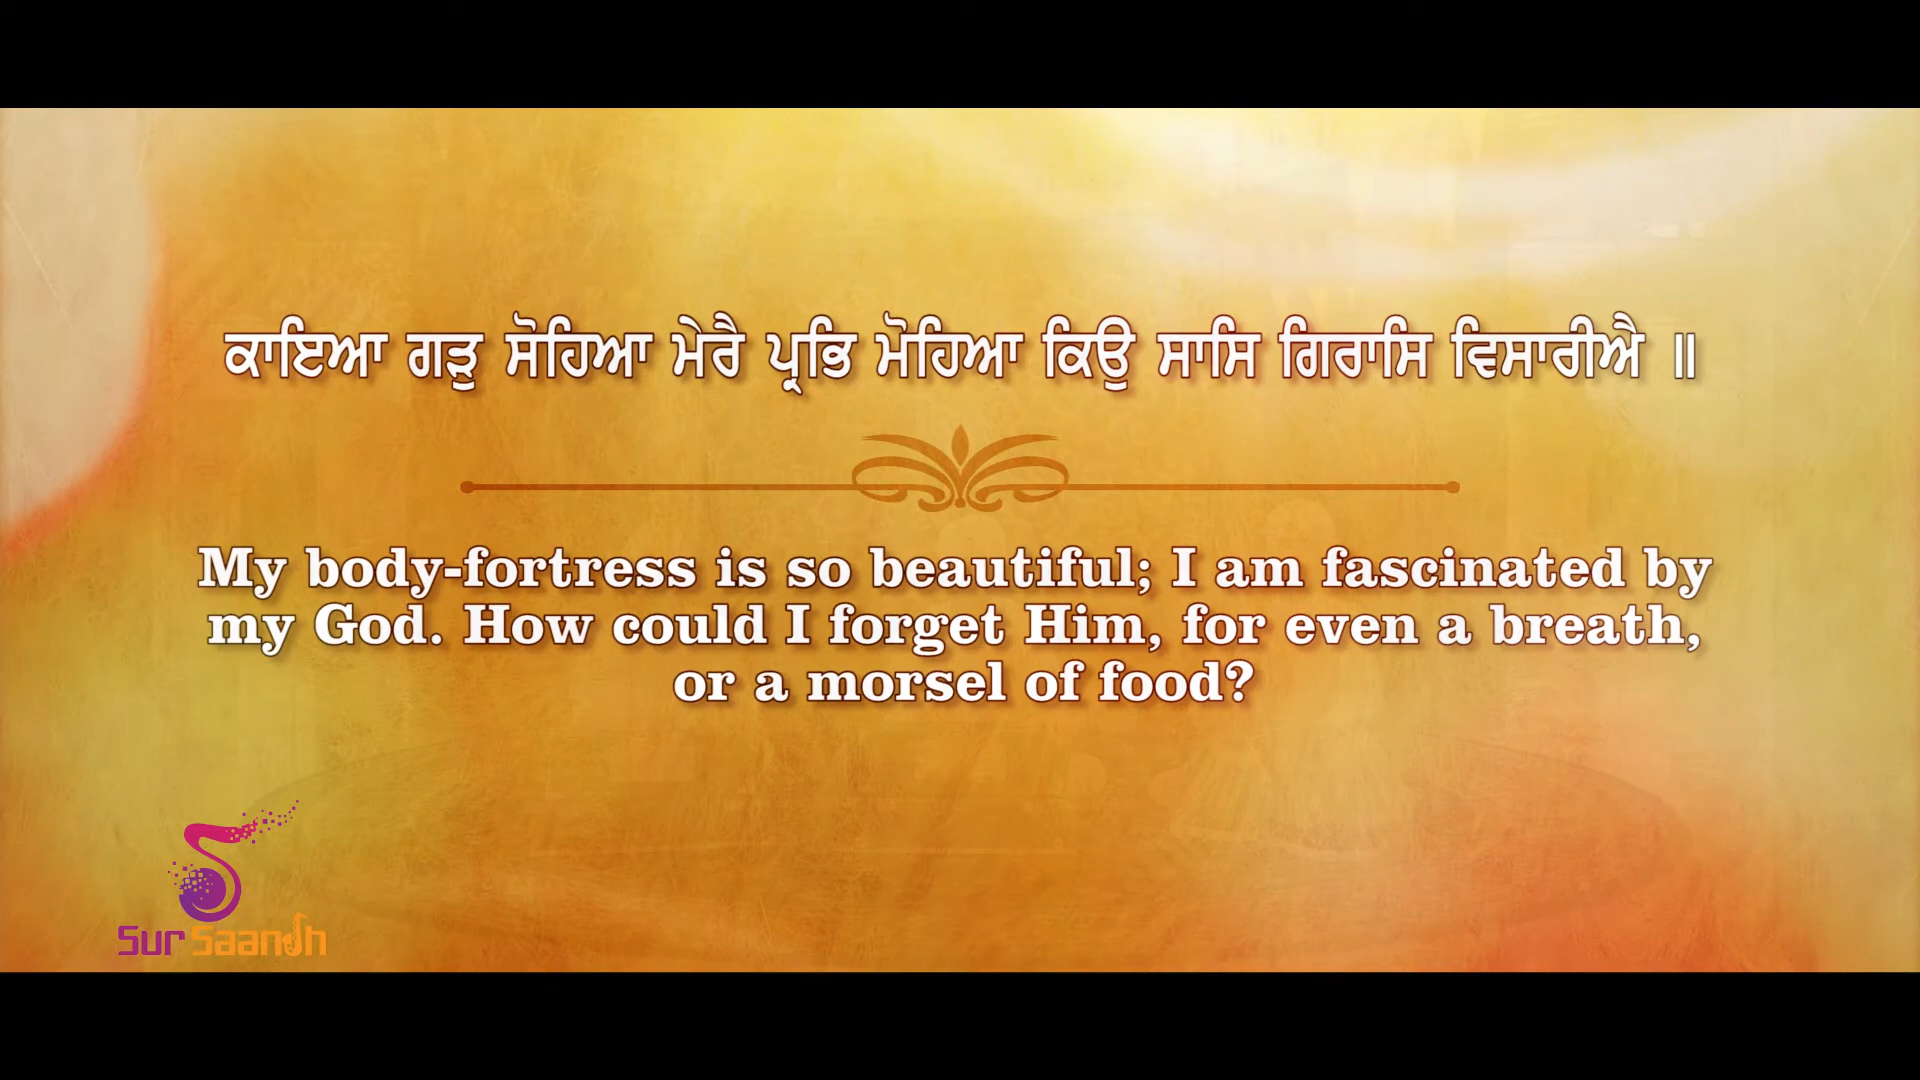 ਕਾਇਆ ਗੜੁ ਸੋਹਿਆ ਮੇਰੈ ਪ੍ਰਭਿ ਮੋਹਿਆ ਕਿਉ ਸਾਸਿ ਗਿਰਾਸਿ ਵਿਸਾਰੀਐ ॥
My body-fortress is so beautiful; I am fascinated by
my God. How could I forget Him, for even a breath,
or a morsel of food?
Sur Saandh